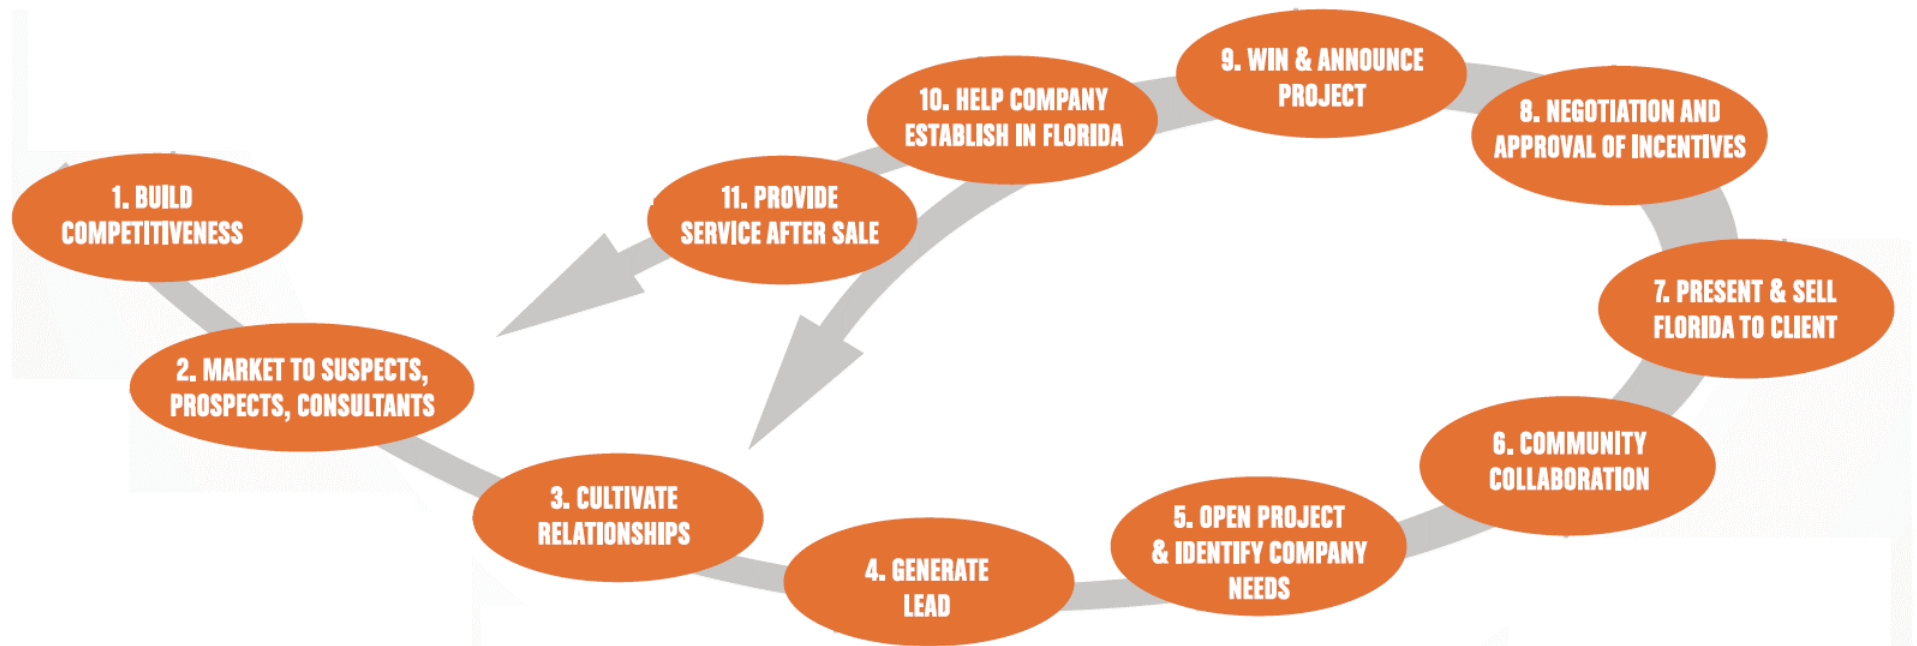 1. BUILD
COMPETITIVENESS
2. MARKET TO SUSPECTS,
PROSPECTS, CONSULTANTS
3. CULTIVATE
RELATIONSHIPS
4. GENERATE
LEAD
5. OPEN PROJECT
& IDENTIFY COMPANY
NEEDS
6. COMMUNITY
COLLABORATION
7. PRESENT & SELL
FLORIDA TO CLIENT
8. NEGOTIATION AND
APPROVAL OF INCENTIVES
9. WIN & ANNOUNCE
PROJECT
10. HELP COMPANY
ESTABLISH IN FLORIDA
11. PROVIDE
SERVICE AFTER SALE